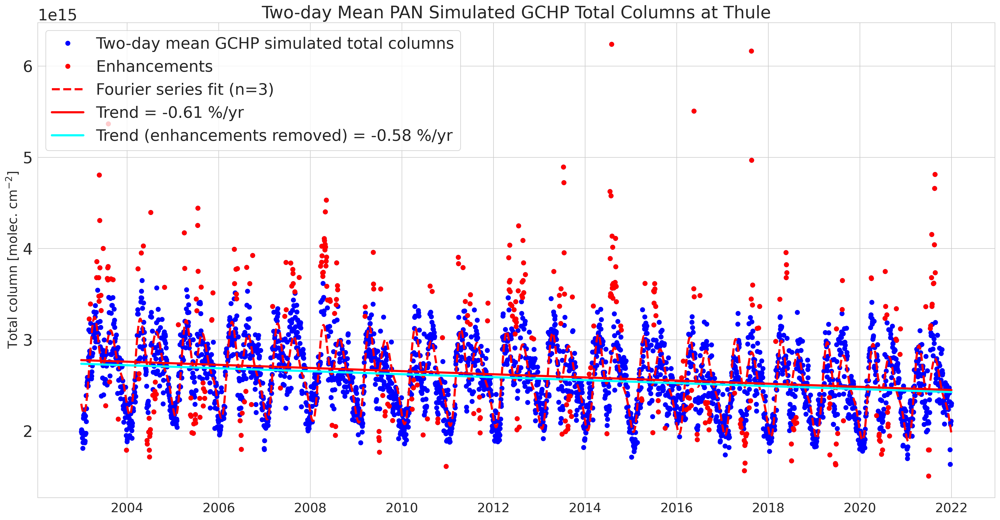 Two-day Mean PAN Simulated GCHP Total Columns at Thule
1e15
Two-day mean GCHP simulated total columns
Enhancements
Fourier series fit (n=3)
Trend = -0.61 %/yr
Trend (enhancements removed) = -0.58 %/yr
Total column [molec. cm⁻²]
6
5
4
3
2
2004 2006 2008 2010 2012 2014 2016 2018 2020 2022